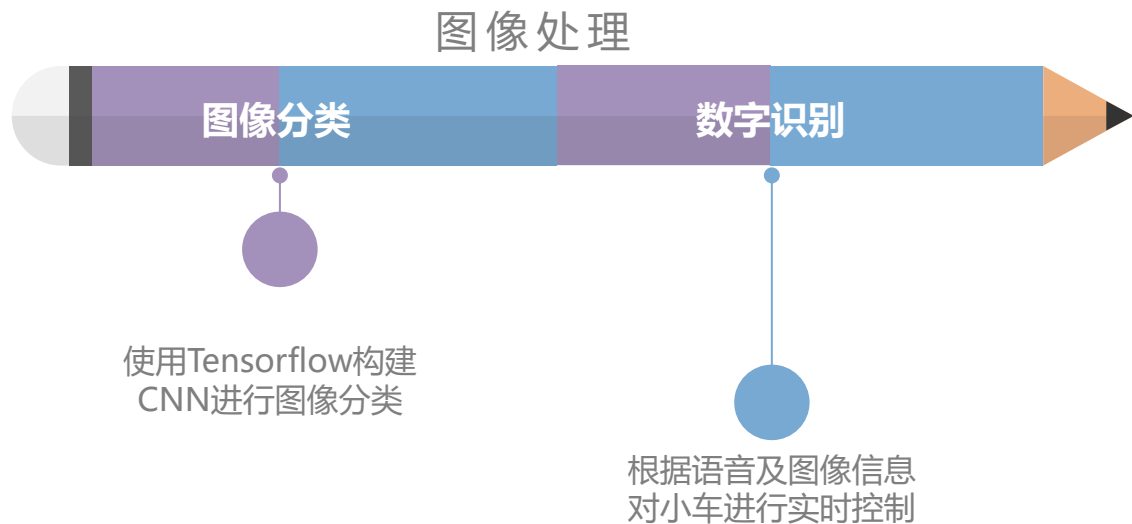 图像处理
图像分类
数字识别
使用Tensorflow构建
CNN进行图像分类
根据语音及图像信息
对小车进行实时控制